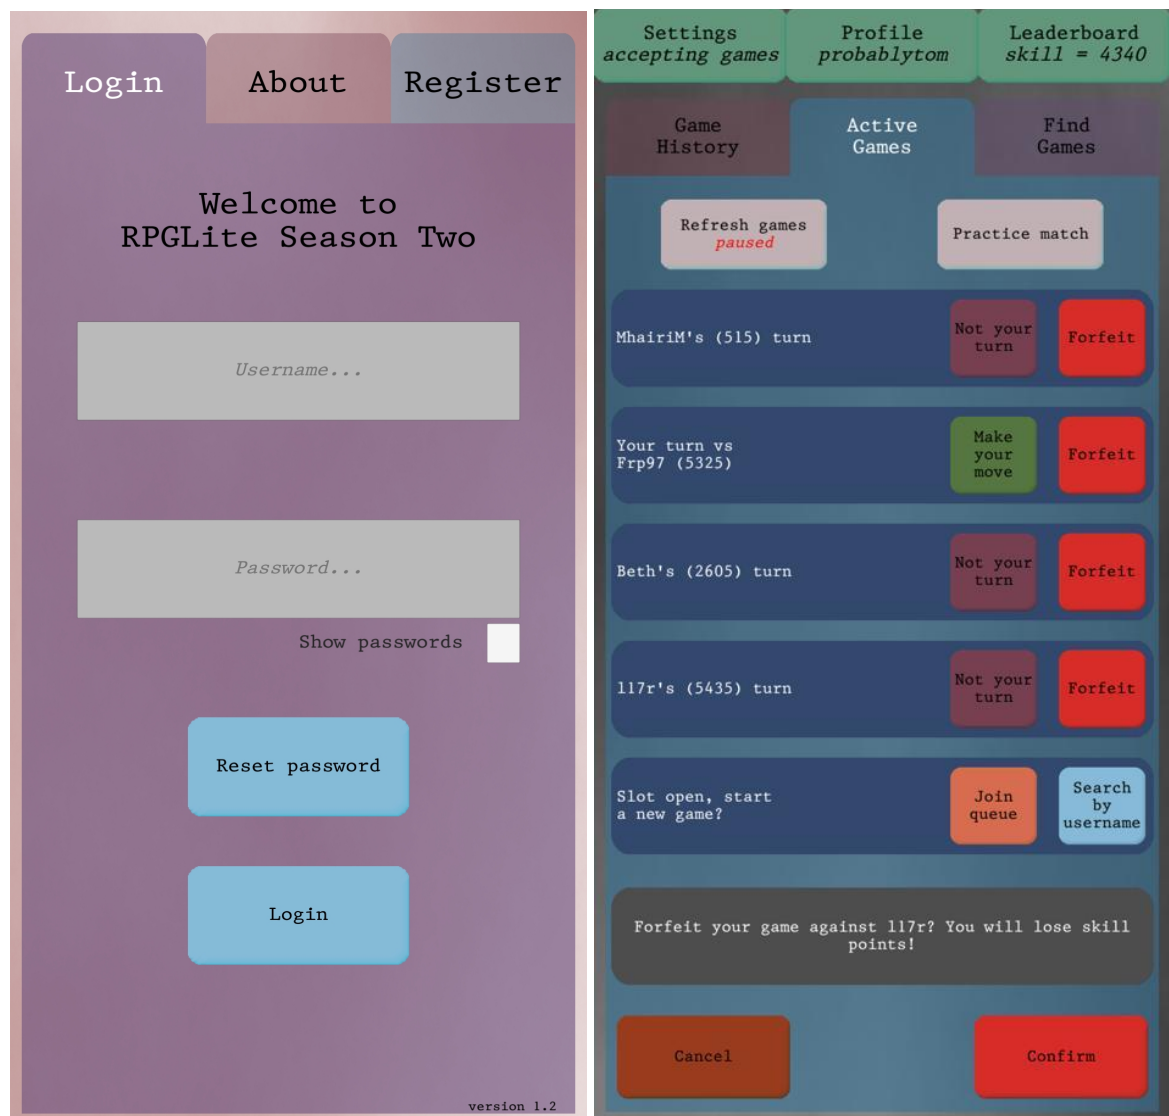 Login
About
Register
Welcome to
RPGLite Season Two
Username...
Password...
Show passwords
Reset password
Login
version 1.2
Settings
accepting games
Profile
probablytom
Leaderboard
skill = 4340
Game
History
Active
Games
Find
Games
Refresh games
paused
Practice match
MhairiM's (515) turn
Not your
turn
Forfeit
Your turn vs
Frp97 (5325)
Make
your
move
Forfeit
Beth's (2605) turn
Not your
turn
Forfeit
l17r's (5435) turn
Not your
turn
Forfeit
Slot open, start
a new game?
Join
queue
Search
by
username
Forfeit your game against l17r? You will lose skill
points!
Cancel
Confirm